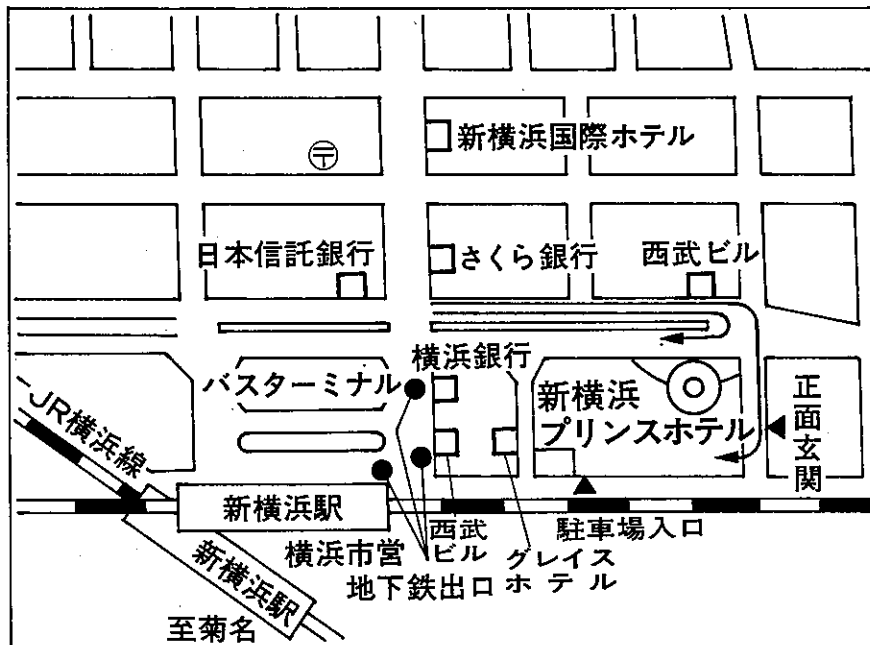 新横浜国際ホテル
〒
日本信託銀行
さくら銀行
西武ビル
横浜銀行
バスターミナル
新横浜
プリンスホテル
正面玄関
JR横浜線
新横浜駅
駐車場入口
西武
ビル
グレイス
ホテル
横浜市営
地下鉄出口
新横浜駅
至菊名